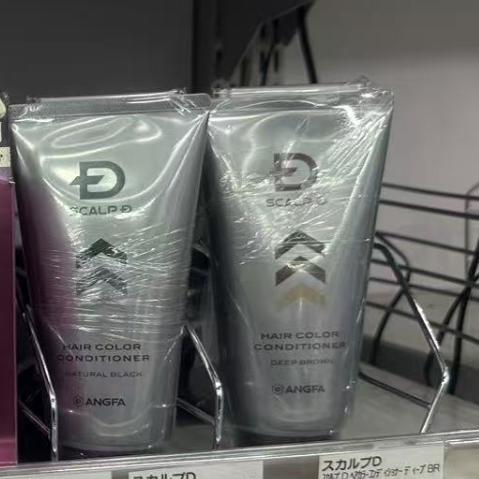 SCALP D
HAIR COLOR
CONDITIONER
NATURAL BLACK
ANGFA
SCALP D
HAIR COLOR
CONDITIONER
DEEP BROWN
ANGFA
スカルプD
スカルプD